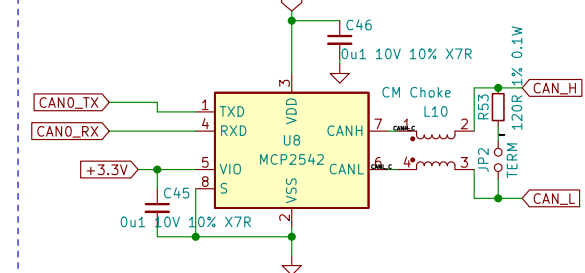 C46
0u1 10V 10% X7R
CM Choke
L10
R53
120R 1% 0.1W
CAN_H
CAN0_TX
CAN0_RX
+3.3V
1
4
5
8
3
2
7
6
TXD
RXD
VIO
S
VDD
U8
MCP2542
VSS
CANH
CANL
CANH_C
CANL_C
1
2
4
3
JP2
TERM
CAN_L
C45
0u1 10V 10% X7R